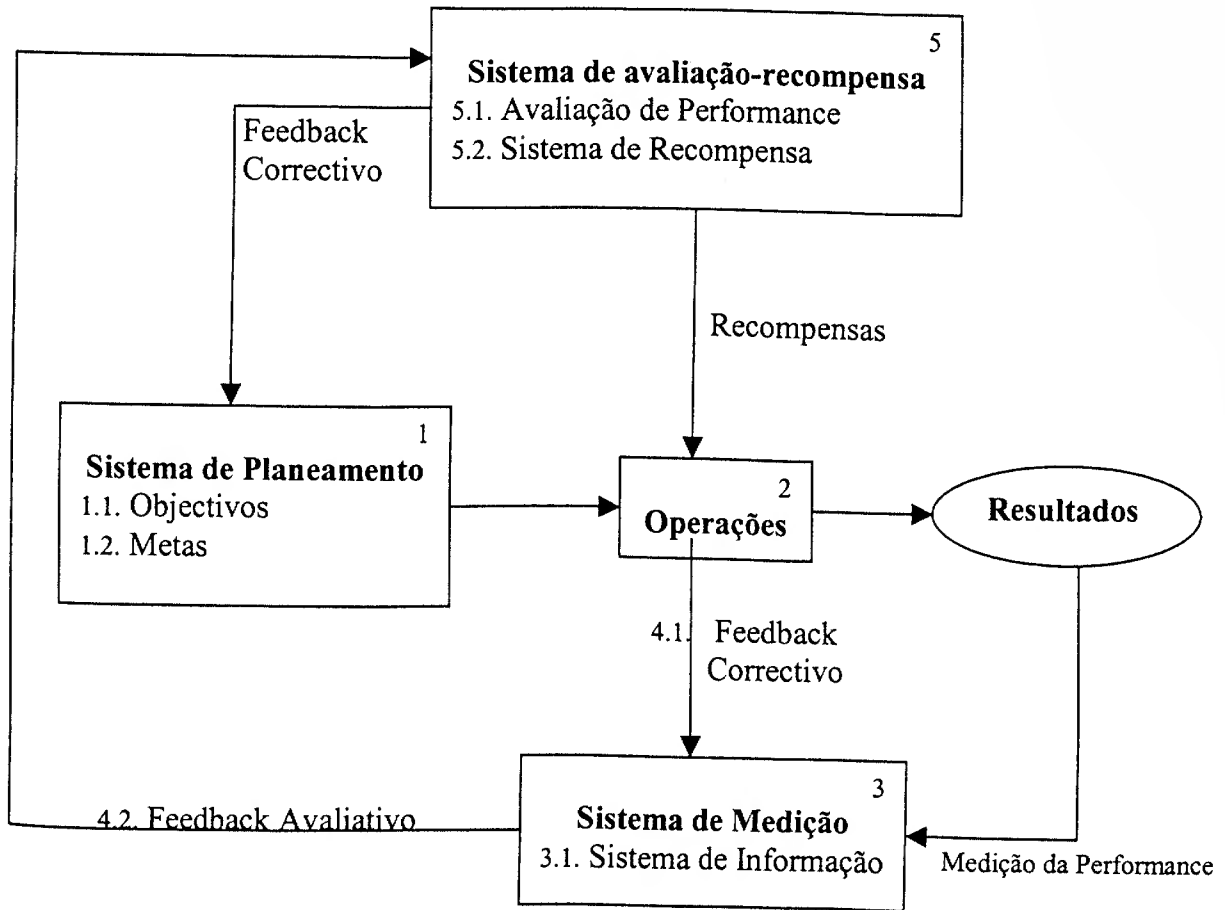 5
Sistema de avaliação-recompensa
5.1. Avaliação de Performance
5.2. Sistema de Recompensa
Feedback
Correctivo
Recompensas
1
Sistema de Planeamento
1.1. Objectivos
1.2. Metas
2
Operações
Resultados
4.1. Feedback
Correctivo
3
Sistema de Medição
3.1. Sistema de Informação
4.2. Feedback Avaliativo
Medição da Performance